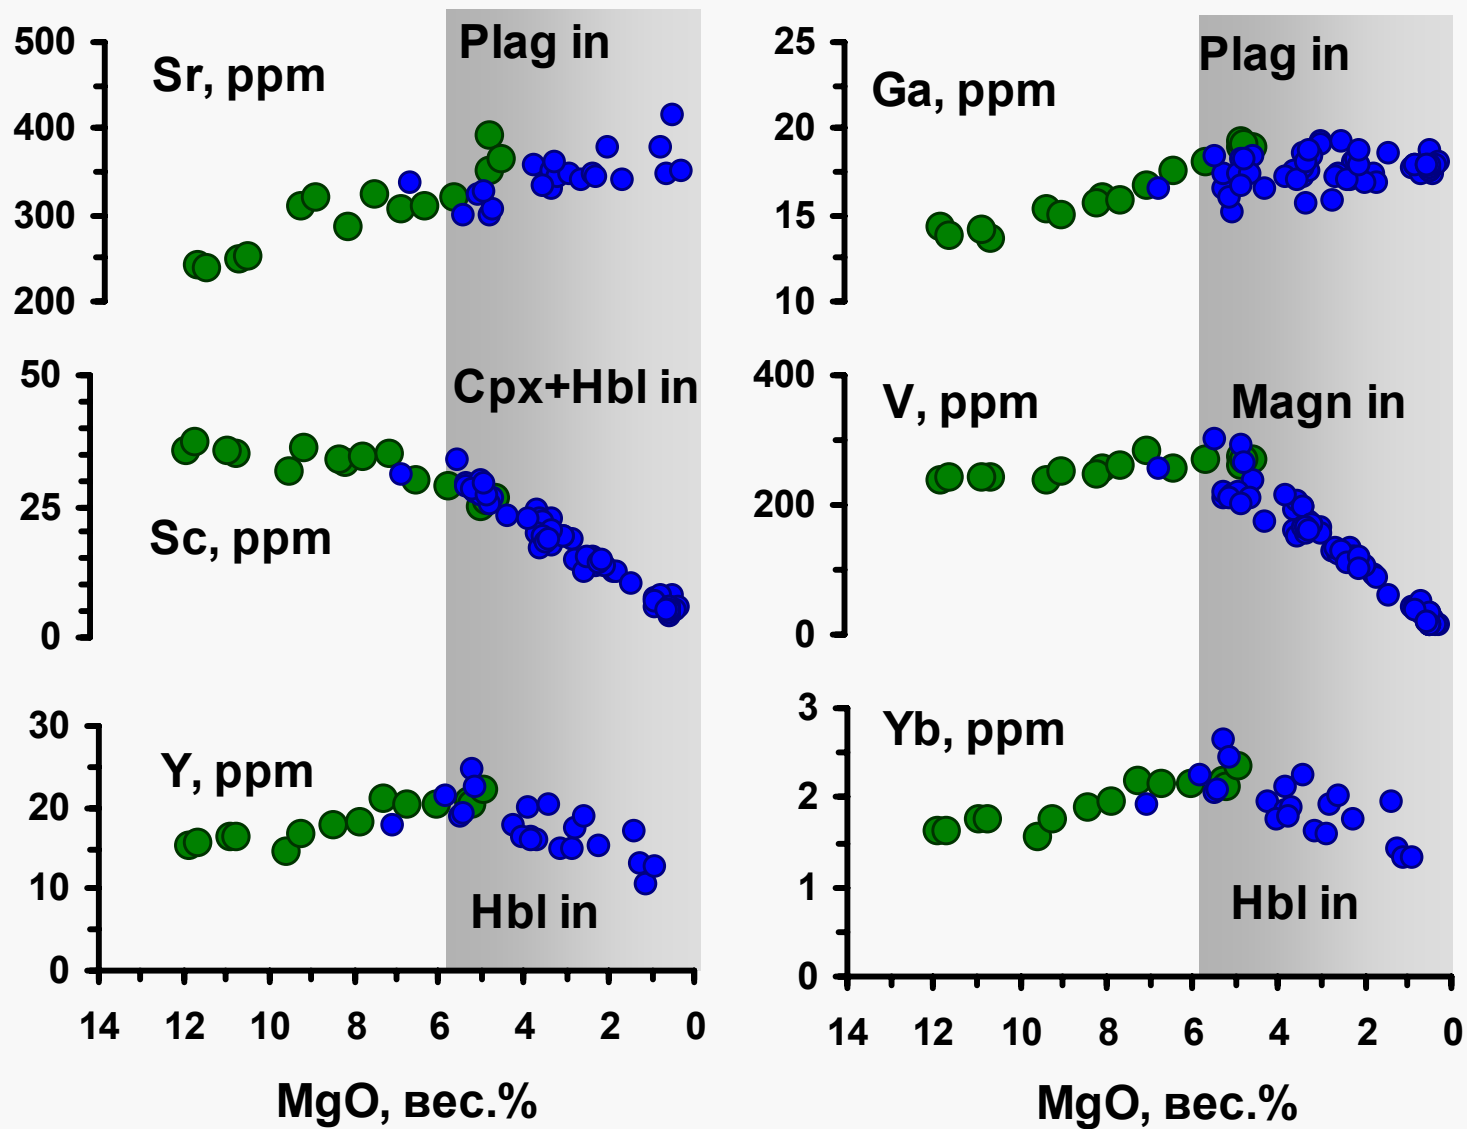 Plag in
Sr, ppm
500
400
300
200
Plag in
Ga, ppm
25
20
15
10
Cpx+Hbl in
Sc, ppm
50
25
0
Magn in
V, ppm
400
200
0
Y, ppm
Hbl in
30
20
10
0
14 12 10 8 6 4 2 0
MgO, вес.%
Yb, ppm
Hbl in
3
2
1
0
14 12 10 8 6 4 2 0
MgO, вес.%